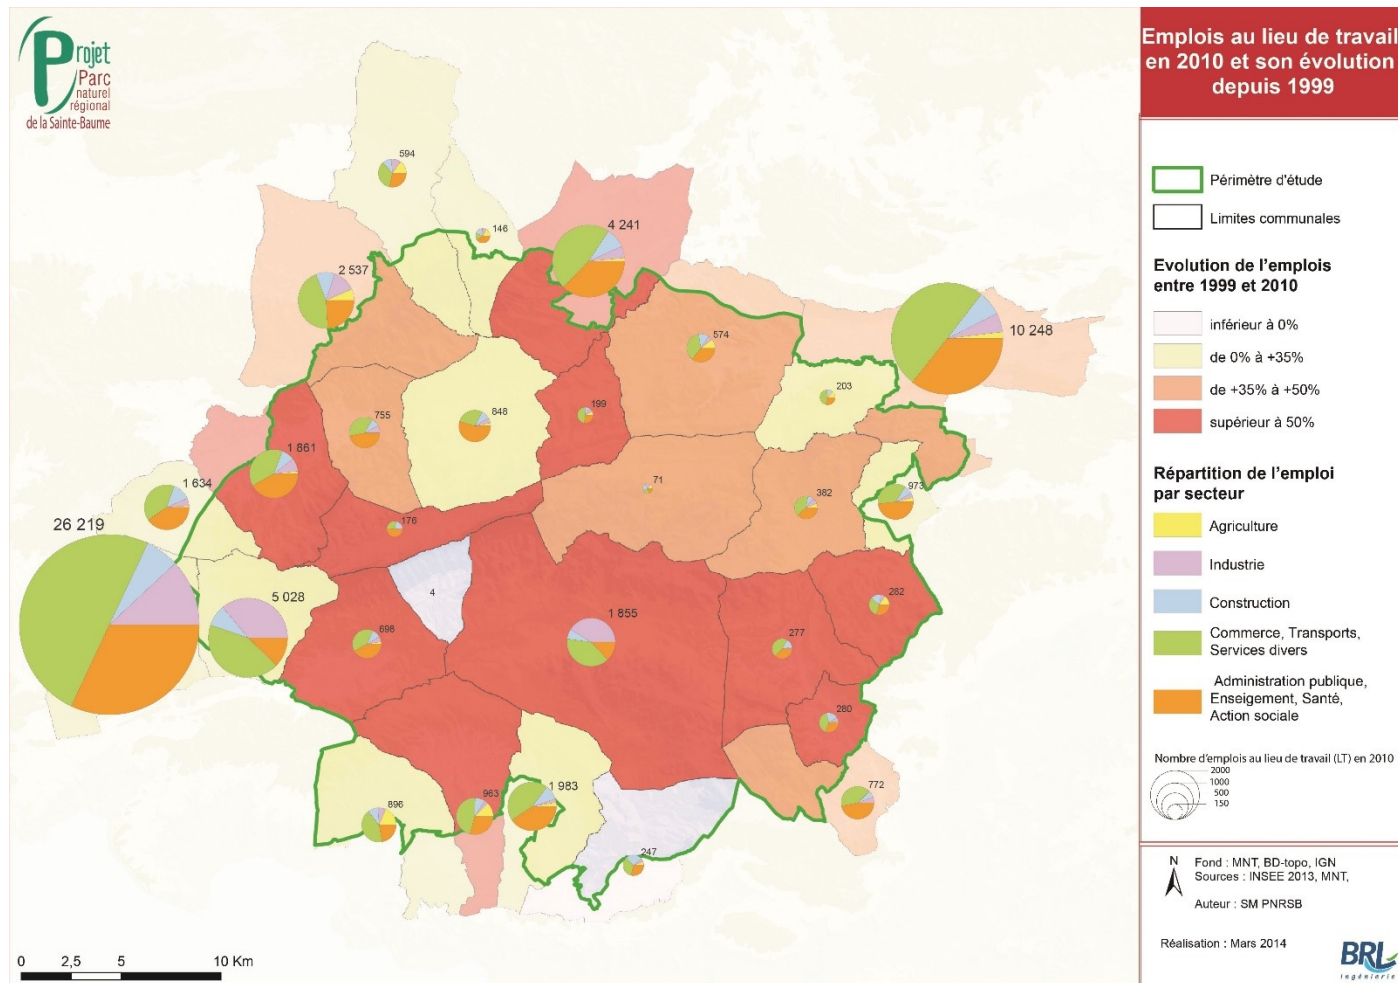 Projet
Parc
naturel
régional
de la Sainte-Baume
Emplois au lieu de travail
en 2010 et son évolution
depuis 1999
Périmètre d'étude
Limites communales
Evolution de l'emplois
entre 1999 et 2010
inférieur à 0%
de 0% à +35%
de +35% à +50%
supérieur à 50%
Répartition de l'emploi
par secteur
Agriculture
Industrie
Construction
Commerce, Transports,
Services divers
Administration publique,
Enseigement, Santé,
Action sociale
Nombre d'emplois au lieu de travail (LT) en 2010
2000
1000
500
150
N
Fond : MNT, BD-topo, IGN
Sources : INSEE 2013, MNT,
Auteur : SM PNRSB
Réalisation : Mars 2014
BRL
Ingénierie
594
146
4 241
2 537
10 248
574
203
755
848
199
1 861
1 634
71
382
973
26 219
176
4
5 028
698
1 855
277
282
280
896
963
1 983
772
247
0
2,5
5
10 Km